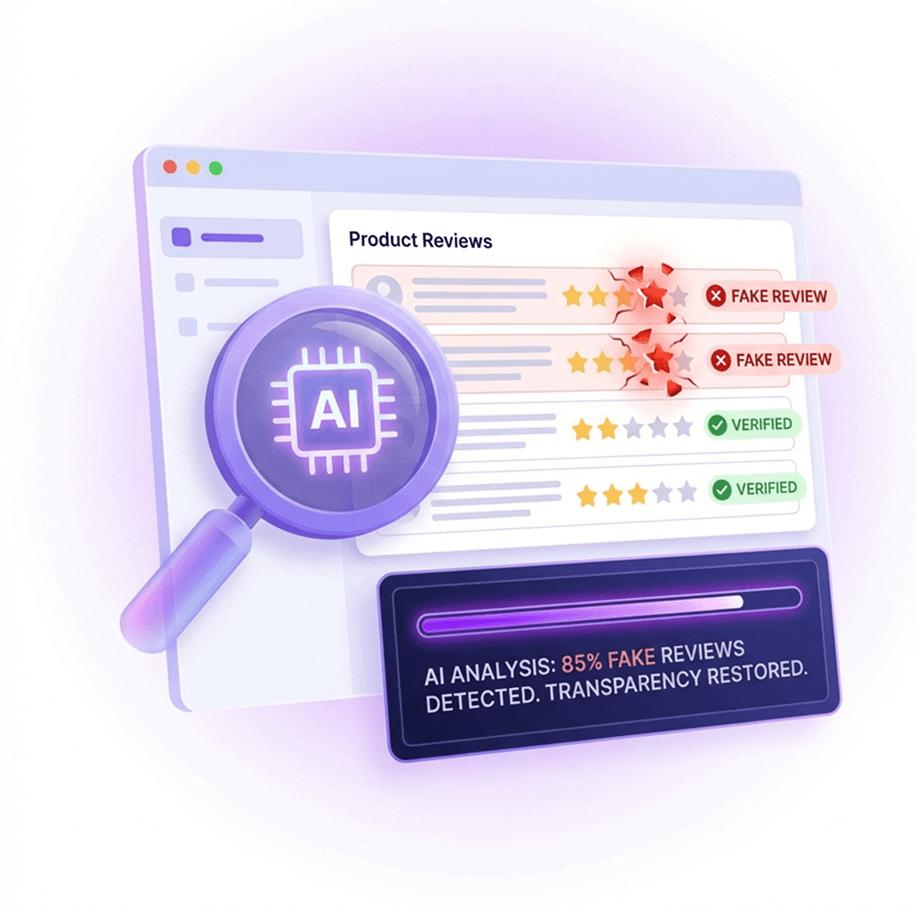 Product Reviews
FAKE REVIEW
FAKE REVIEW
AI
VERIFIED
VERIFIED
AI ANALYSIS: 85% FAKE REVIEWS
DETECTED. TRANSPARENCY RESTORED.